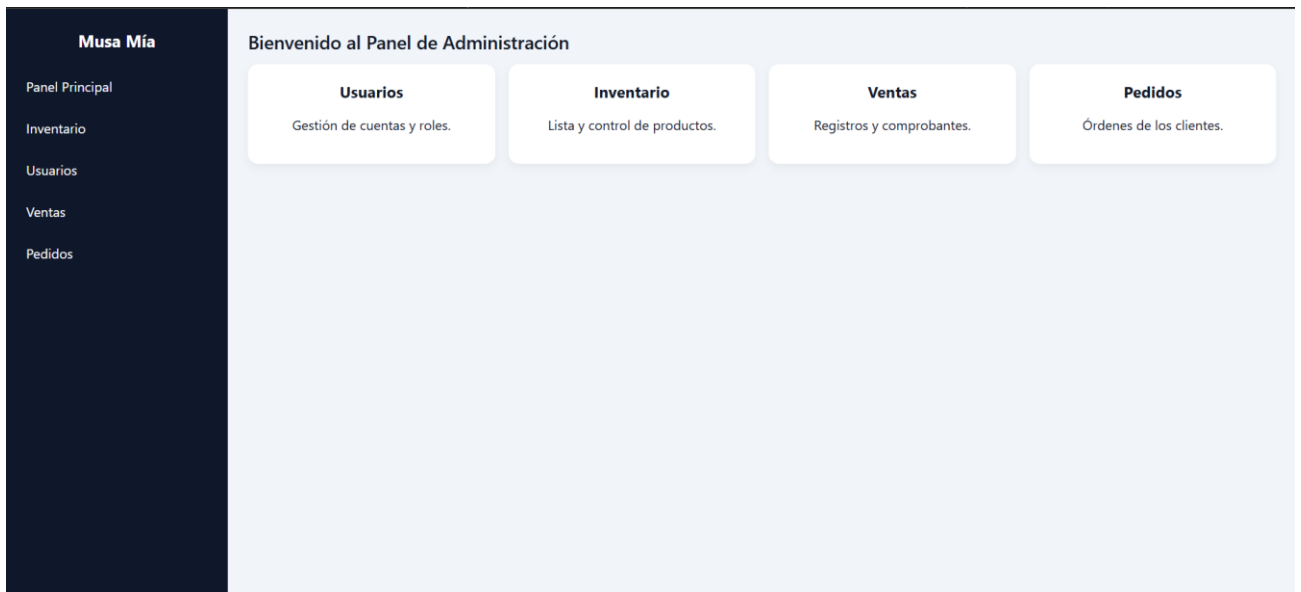 Musa Mía
Panel Principal
Inventario
Usuarios
Ventas
Pedidos
Bienvenido al Panel de Administración
Usuarios
Gestión de cuentas y roles.
Inventario
Lista y control de productos.
Ventas
Registros y comprobantes.
Pedidos
Órdenes de los clientes.